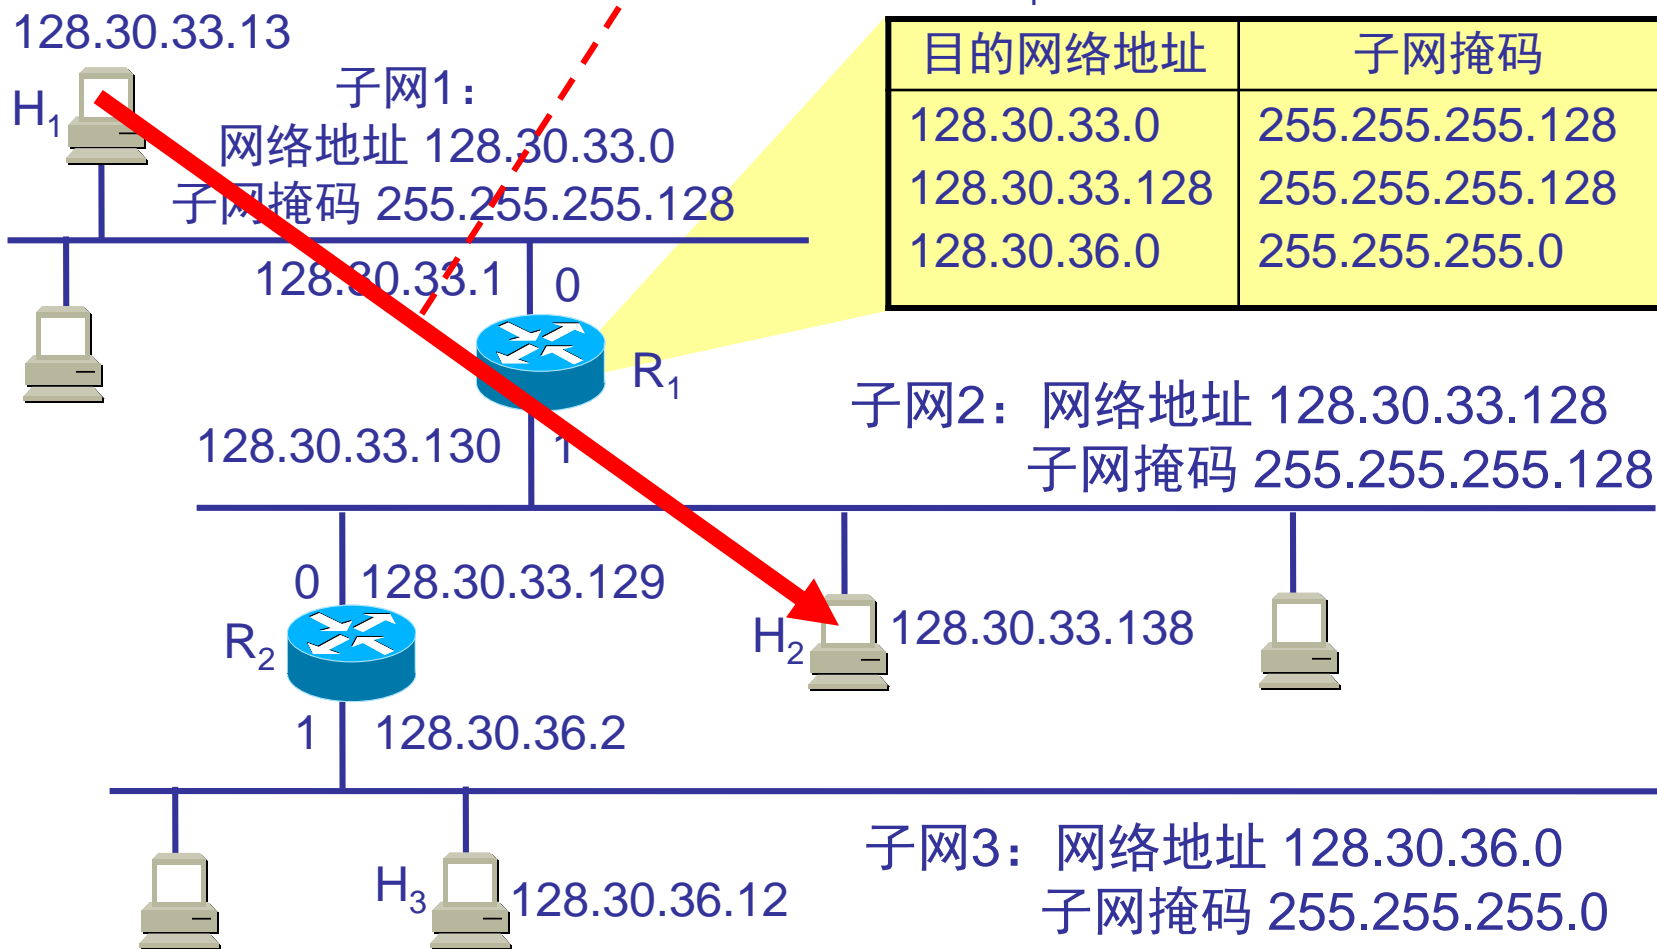 128.30.33.13
H1
子网1：
网络地址 128.30.33.0
子网掩码 255.255.255.128
目的网络地址 子网掩码
128.30.33.0 255.255.255.128
128.30.33.128 255.255.255.128
128.30.36.0 255.255.255.0
128.30.33.1 0
R1
128.30.33.130 1
子网2：网络地址 128.30.33.128
子网掩码 255.255.255.128
0 128.30.33.129
R2
H2 128.30.33.138
1 128.30.36.2
子网3：网络地址 128.30.36.0
子网掩码 255.255.255.0
H3 128.30.36.12